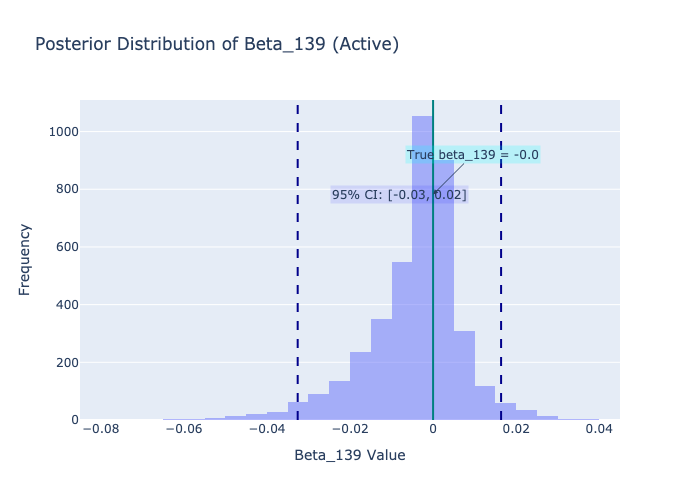 Posterior Distribution of Beta_139 (Active)
1000
800
600
400
200
0
Frequency
True beta_139 = -0.0
95% CI: [-0.03, 0.02]
−0.08
−0.06
−0.04
−0.02
0
0.02
0.04
Beta_139 Value